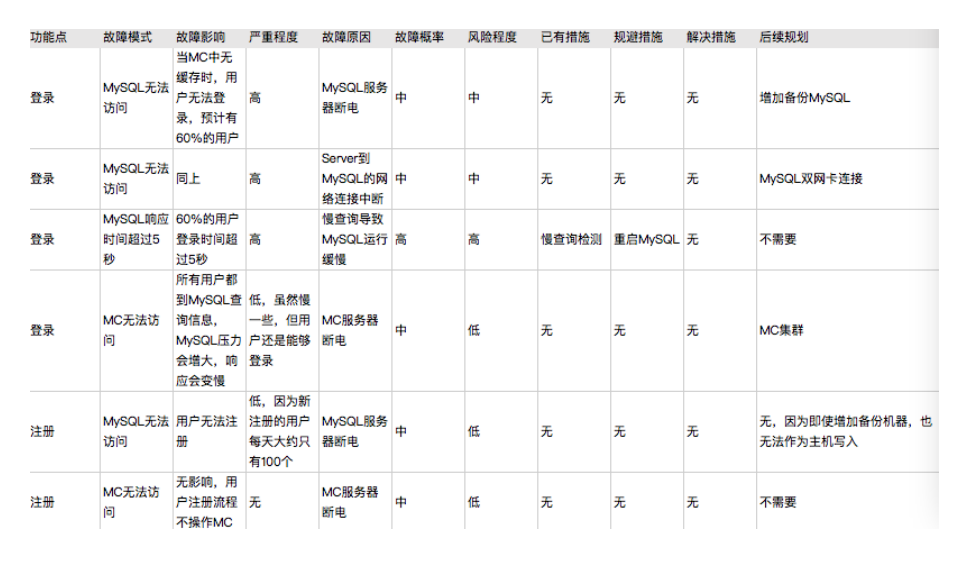 功能点 故障模式 故障影响 严重程度 故障原因 故障概率 风险程度 已有措施 规避措施 解决措施 后续规划
登录
MySQL无法
访问
当MC中无
缓存时，用
户无法登
录，预计有
60%的用户
高
MySQL服务
器断电
中
中
无
无
无
增加备份MySQL
登录
MySQL无法
访问
同上
高
Server到
MySQL的网
络连接中断
中
中
无
无
无
MySQL双网卡连接
登录
MySQL响应
时间超过5
秒
60%的用户
登录时间超
过5秒
高
慢查询导致
MySQL运行
缓慢
高
高
慢查询检测
重启MySQL
无
不需要
登录
MC无法访
问
所有用户都
到MySQL查
询信息，
MySQL压力
会增大，响
应会变慢
低，虽然慢
一些，但用
户还是能够
登录
MC服务器
断电
中
低
无
无
无
MC集群
注册
MySQL无法
访问
用户无法注
册
低，因为新
注册的用户
每天大约只
有100个
MySQL服务
器断电
中
低
无
无
无
无，因为即使增加备份机器，也
无法作为主机写入
注册
MC无法访
问
无影响，用
户注册流程
不操作MC
无
MC服务器
断电
中
低
无
无
无
不需要